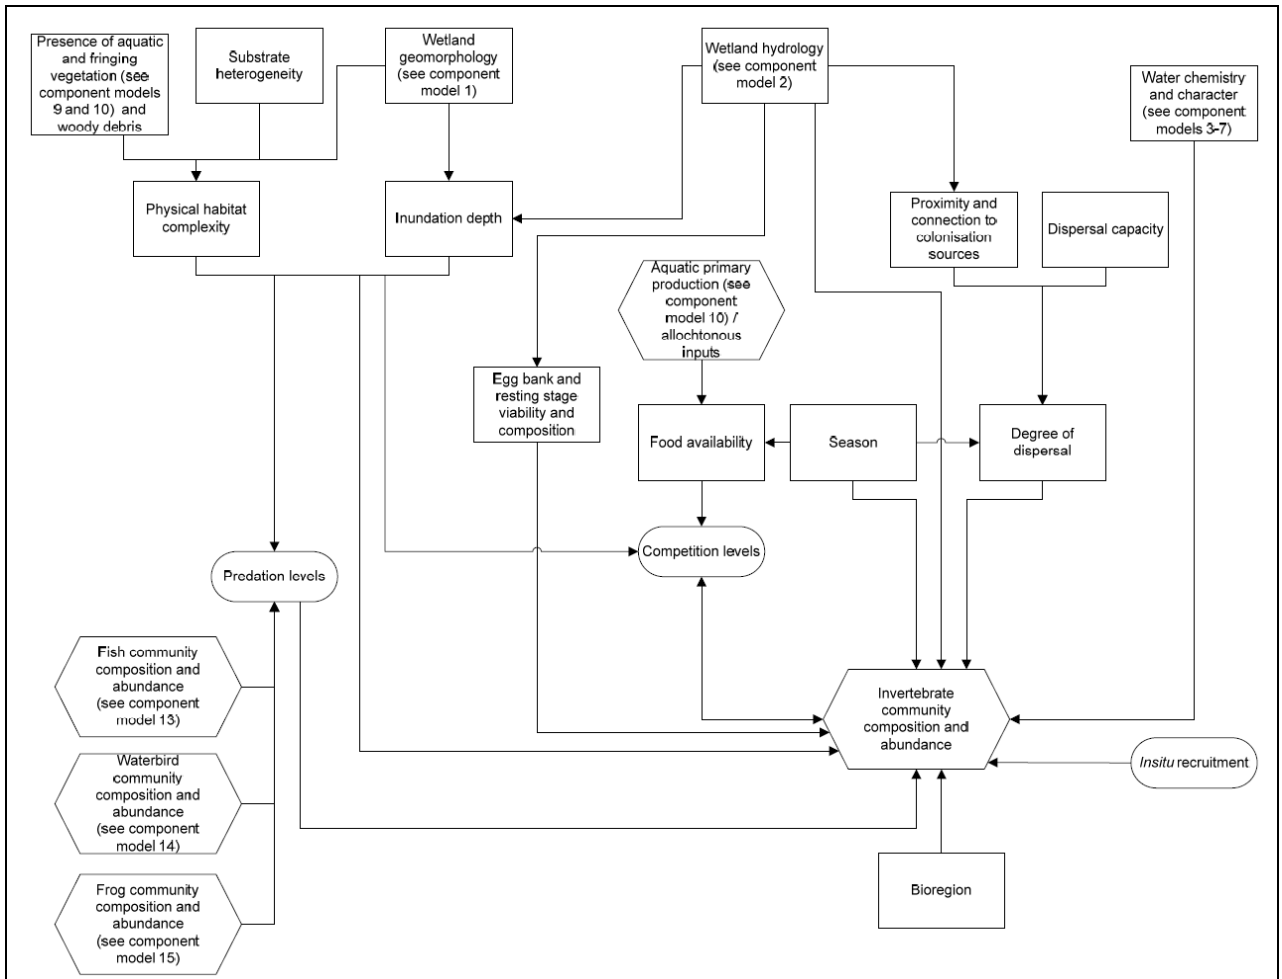 Presence of aquatic
and fringing
vegetation (see
component models
9 and 10)  and
woody debris
Substrate
heterogeneity
Wetland
geomorphology
(see component
model 1)
Wetland hydrology
(see component
model 2)
Water chemistry
and character
(see component
models 3-7)
Physical habitat
complexity
Inundation depth
Proximity and
connection to
colonisation
sources
Dispersal capacity
Aquatic primary
production (see
component
model 10) /
allochtonous
inputs
Egg bank and
resting stage
viability and
composition
Food availability
Season
Degree of
dispersal
Predation levels
Competition levels
Fish community
composition and
abundance
(see component
model 13)
Invertebrate
community
composition and
abundance
Insitu recruitment
Waterbird
community
composition and
abundance
(see component
model 14)
Bioregion
Frog community
composition and
abundance
(see component
model 15)